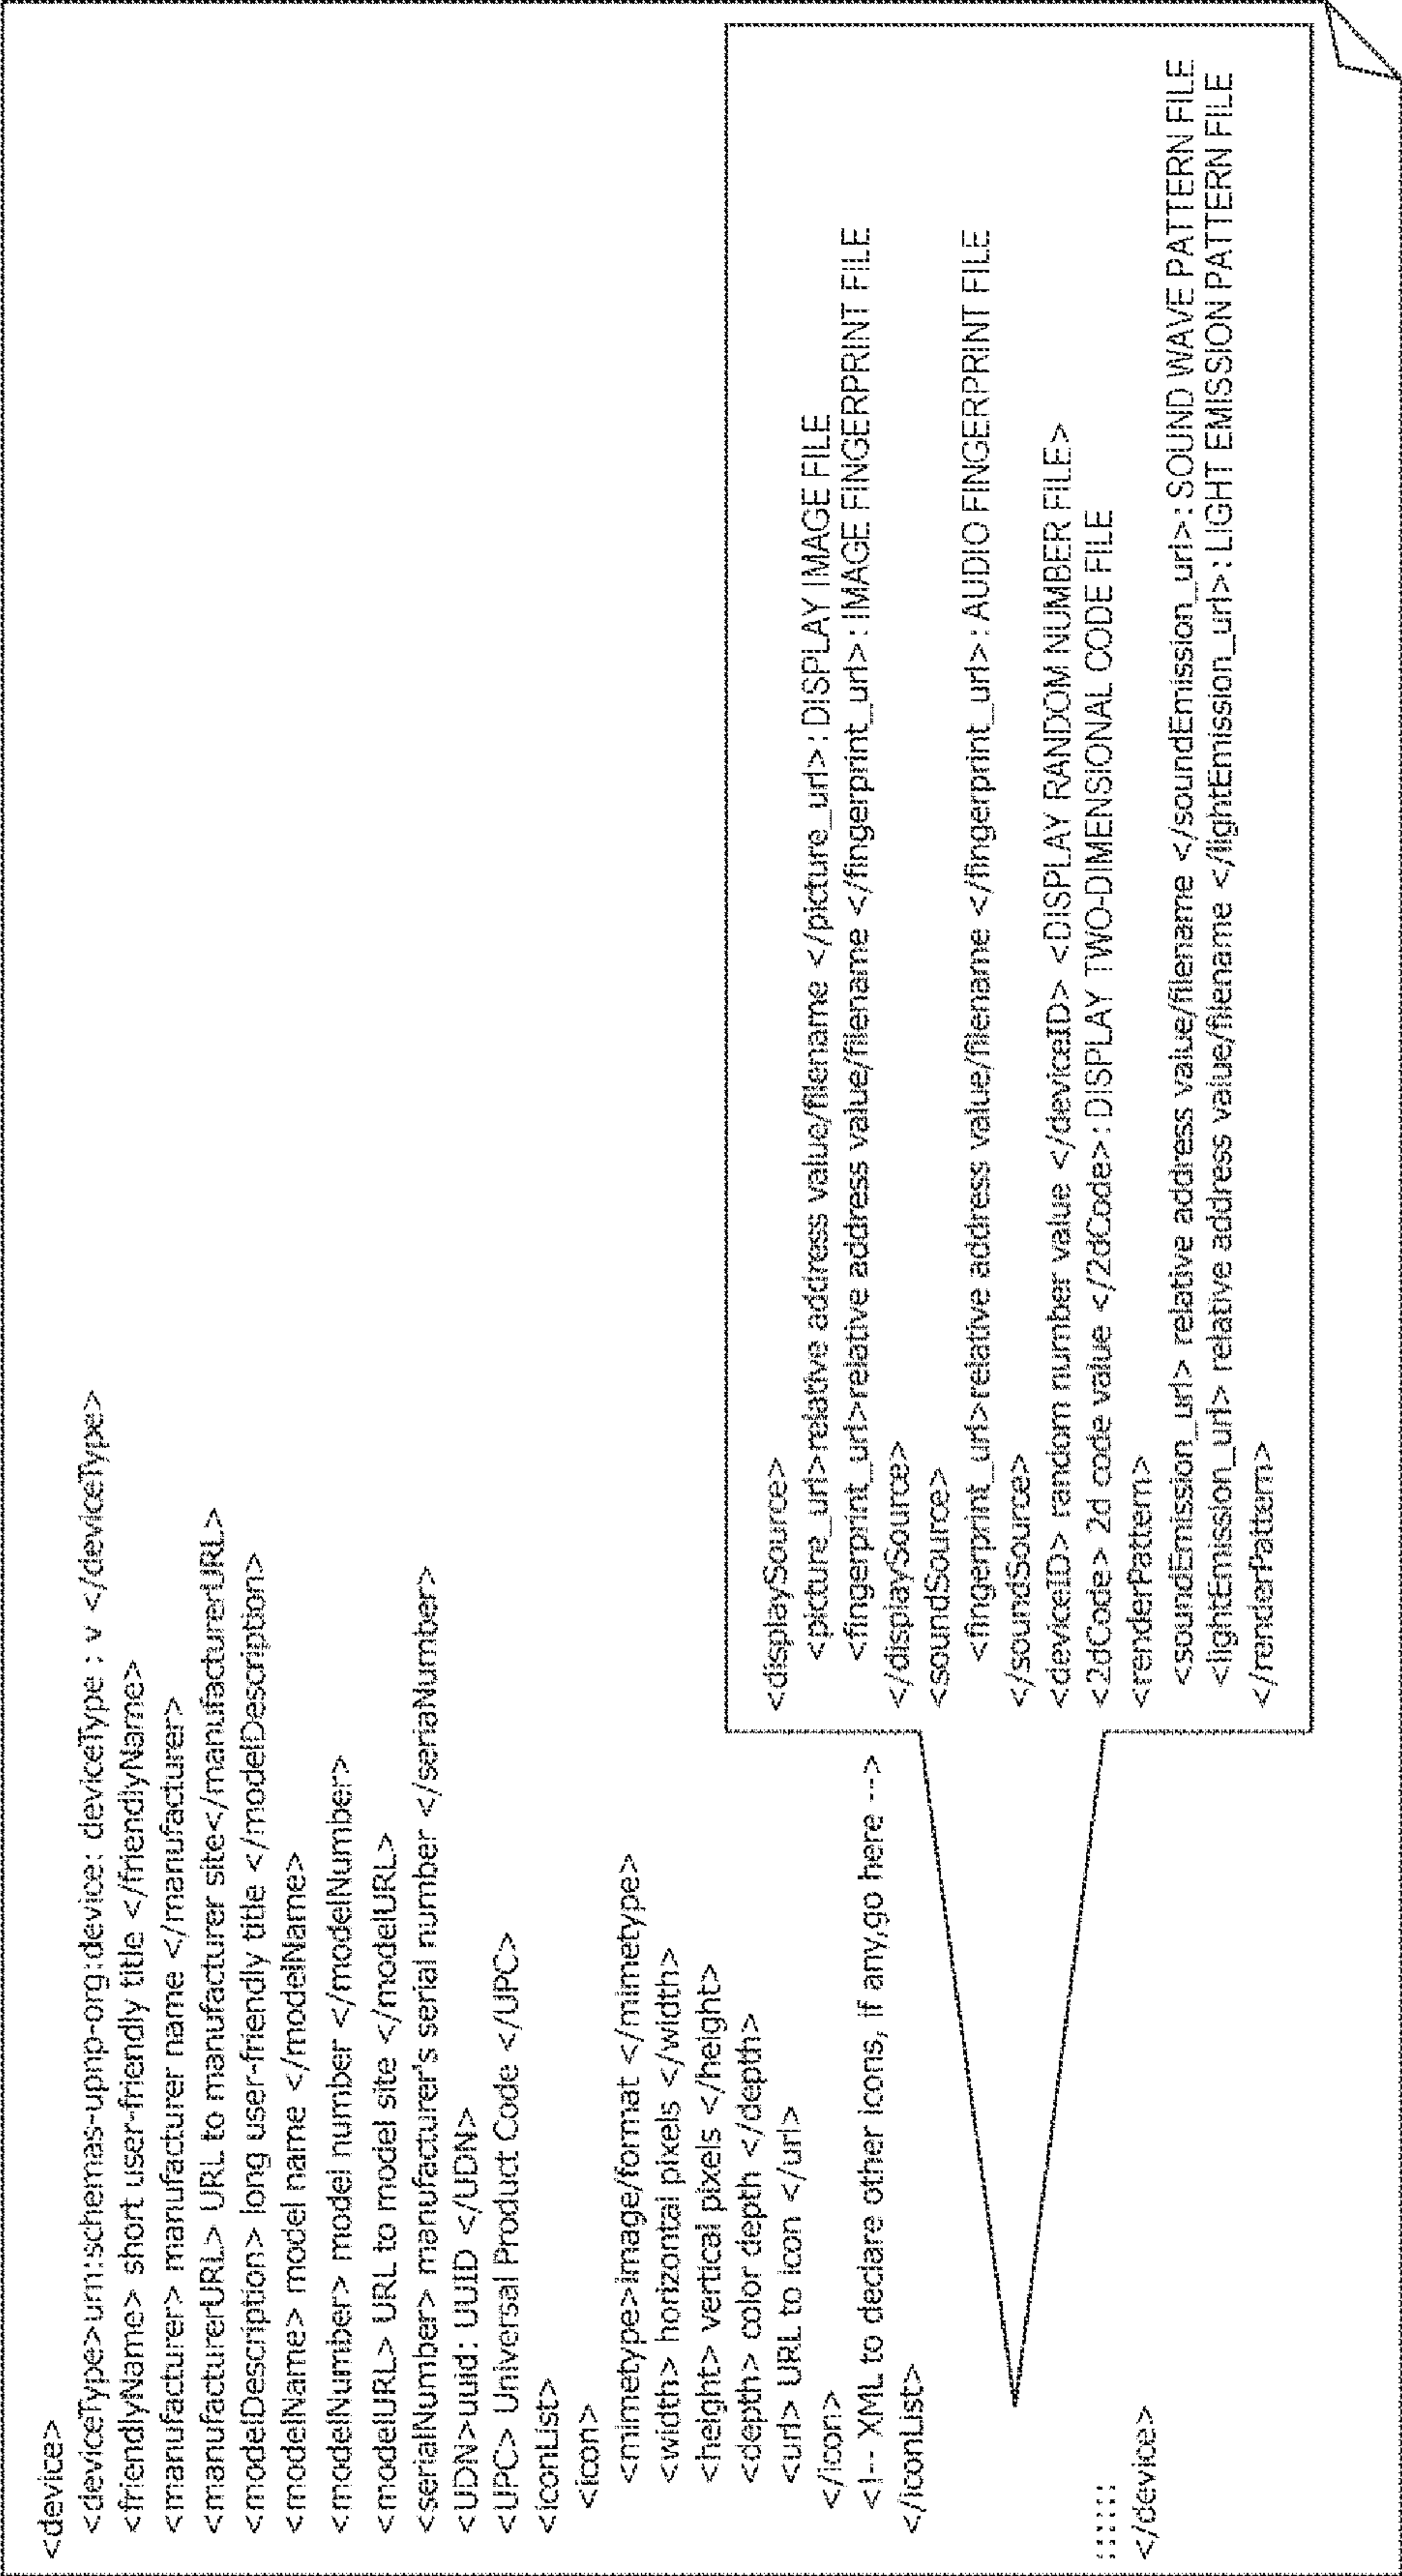 <device>
<deviceType>urn:schemas-upnp-org:device: deviceType : v </deviceType>
<friendlyName> short user-friendly title </friendlyName>
<manufacturer> manufacturer name </manufacturer>
<manufacturerURL> URL to manufacturer site</manufacturerURL>
<modelDescription> long user-friendly title </modelDescription>
<modelName> model name </modelName>
<modelNumber> model number </modelNumber>
<modelURL> URL to model site </modelURL>
<serialNumber> manufacturer's serial number </seriaNumber>
<UDN>uuid: UUID </UDN>
<UPC> Universal Product Code </UPC>
<iconList>
<icon>
<mimetype>image/format </mimetype>
<width> horizontal pixels </width>
<height> vertical pixels </height>
<depth> color depth </depth>
<url> URL to icon </url>
</icon>
<!-- XML to declare other icons, if any,go here -->
</iconList>
<displaySource>
<picture_url>relative address value/filename </picture_url>: DISPLAY IMAGE FILE
<fingerprint_url>relative address value/filename </fingerprint_url>: IMAGE FINGERPRINT FILE
</displaySource>
<soundSource>
<fingerprint_url>relative address value/filename </fingerprint_url>: AUDIO FINGERPRINT FILE
</soundSource>
<deviceID> random number value </deviceID> <DISPLAY RANDOM NUMBER FILE>
<2dCode> 2d code value </2dCode>: DISPLAY TWO-DIMENSIONAL CODE FILE
<renderPattern>
<soundEmission_url> relative address value/filename </soundEmission_url>: SOUND WAVE PATTERN FILE
<lightEmission_url> relative address value/filename </lightEmission_url>: LIGHT EMISSION PATTERN FILE
</renderPattern>
::::::
</device>